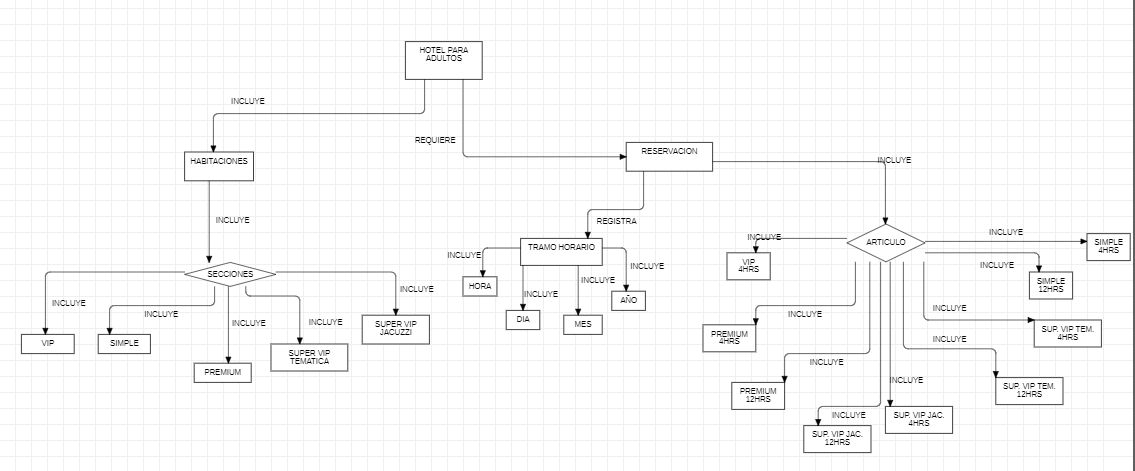 HOTEL PARA
ADULTOS
INCLUYE
REQUIERE
HABITACIONES
RESERVACION
INCLUYE
INCLUYE
REGISTRA
SECCIONES
INCLUYE
SIMPLE
INCLUYE
VIP
INCLUYE
PREMIUM
INCLUYE
SUPER VIP
TEMATICA
INCLUYE
SUPER VIP
JACUZZI
TRAMO HORARIO
INCLUYE
HORA
INCLUYE
DIA
INCLUYE
MES
INCLUYE
AÑO
ARTICULO
INCLUYE
VIP
4HRS
INCLUYE
SIMPLE
4HRS
INCLUYE
SIMPLE
12HRS
INCLUYE
PREMIUM
4HRS
INCLUYE
SUP. VIP TEM.
4HRS
INCLUYE
PREMIUM
12HRS
INCLUYE
SUP. VIP TEM.
12HRS
INCLUYE
SUP. VIP JAC.
12HRS
INCLUYE
SUP. VIP JAC.
4HRS